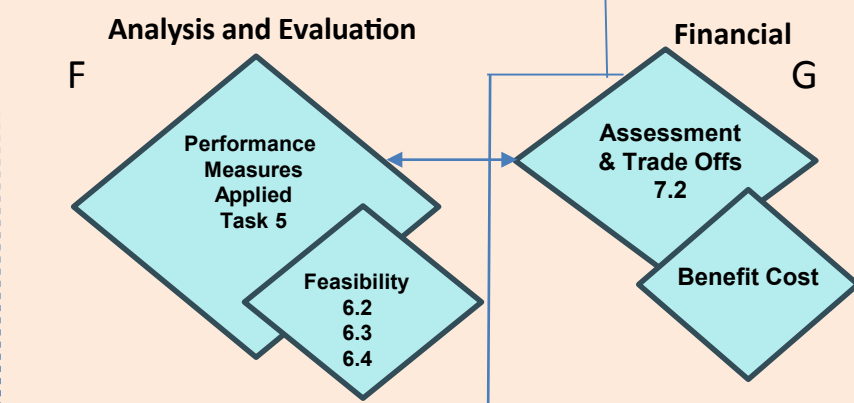 Analysis and Evaluation
F
Performance
Measures
Applied
Task 5
Feasibility
6.2
6.3
6.4
Financial
G
Assessment
& Trade Offs
7.2
Benefit Cost